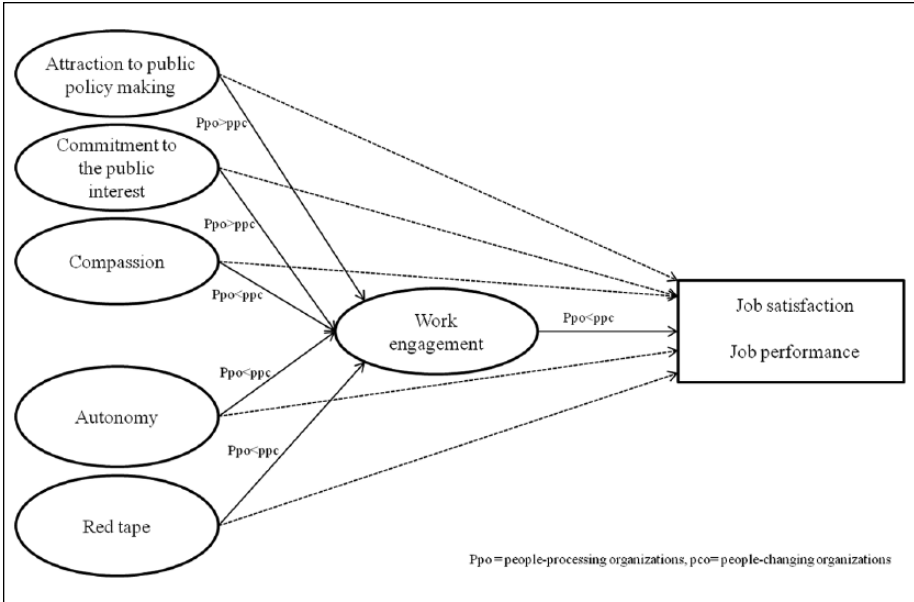 Attraction to public
policy making
Ppo>ppc
Commitment to
the public
interest
Ppo>ppc
Compassion
Ppo<ppc
Work
engagement
Ppo<ppc
Job satisfaction
Job performance
Ppo<ppc
Autonomy
Ppo<ppc
Red tape
Ppo=people-processing organizations, pco=people-changing organizations